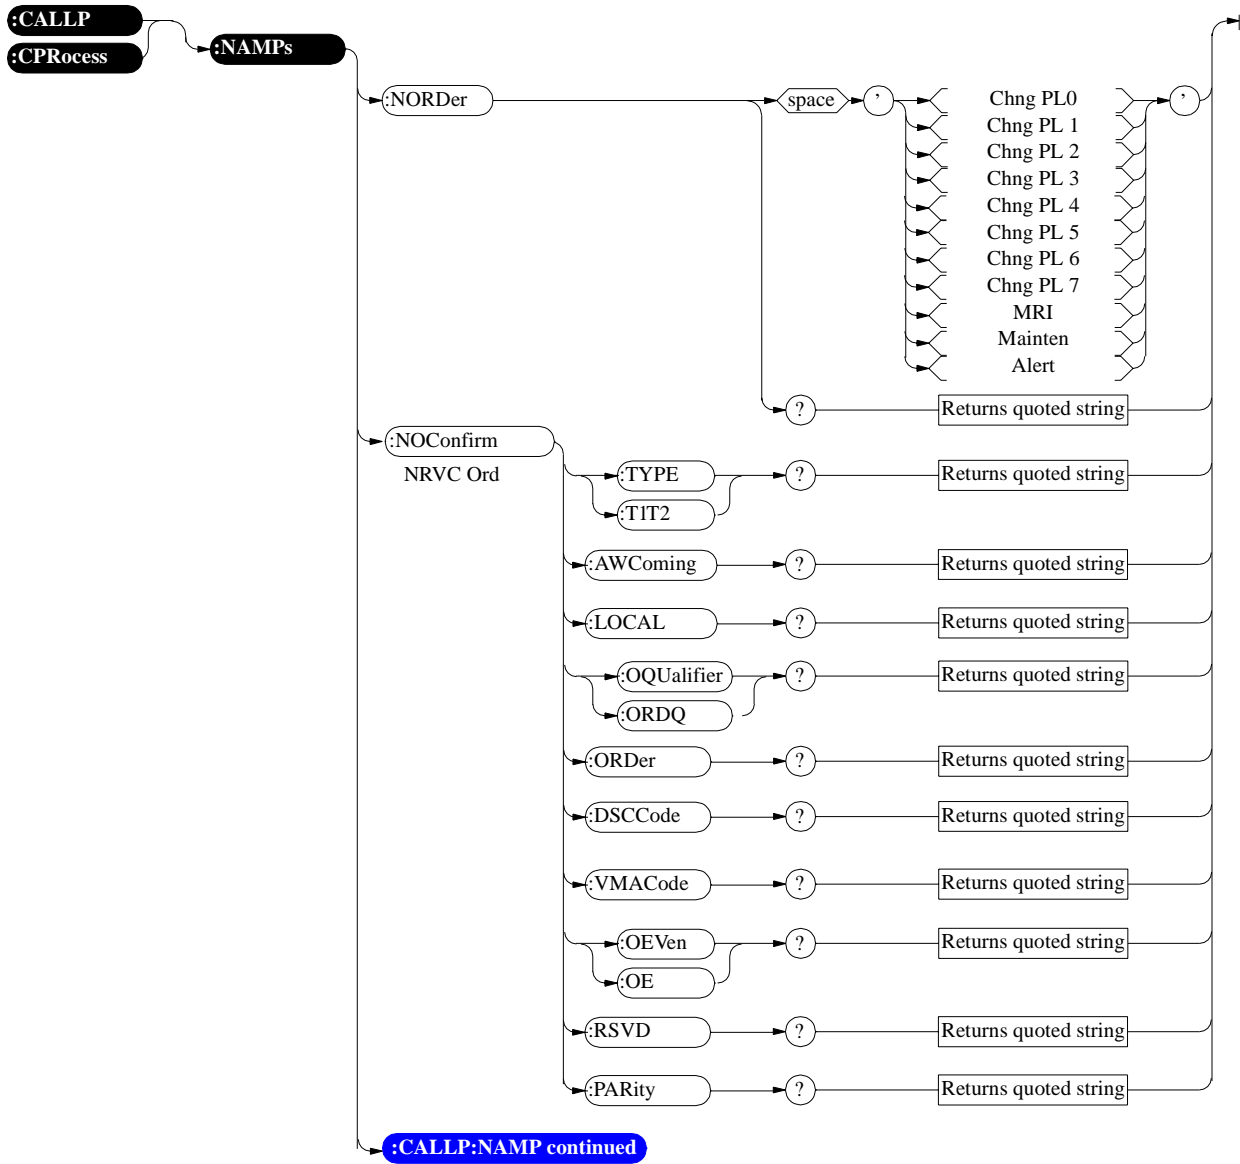 :CALLP
:CPRocess
:NAMPs
:NORDer
space
’
Chng PL0
’
Chng PL 1
Chng PL 2
Chng PL 3
Chng PL 4
Chng PL 5
Chng PL 6
Chng PL 7
MRI
Mainten
Alert
? Returns quoted string
:NOConfirm
NRVC Ord
:TYPE ? Returns quoted string
:T1T2
:AWComing ? Returns quoted string
:LOCAL ? Returns quoted string
:OQUalifier ? Returns quoted string
:ORDQ
:ORDer ? Returns quoted string
:DSCCode ? Returns quoted string
:VMACode ? Returns quoted string
:OEVen ? Returns quoted string
:OE
:RSVD ? Returns quoted string
:PARity ? Returns quoted string
:CALLP:NAMP continued